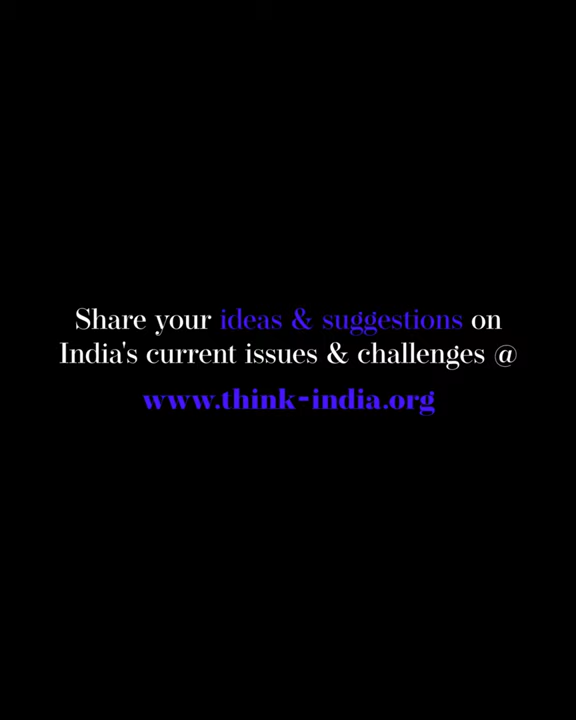 Share your ideas & suggestions on
India's current issues & challenges @
www.think-india.org